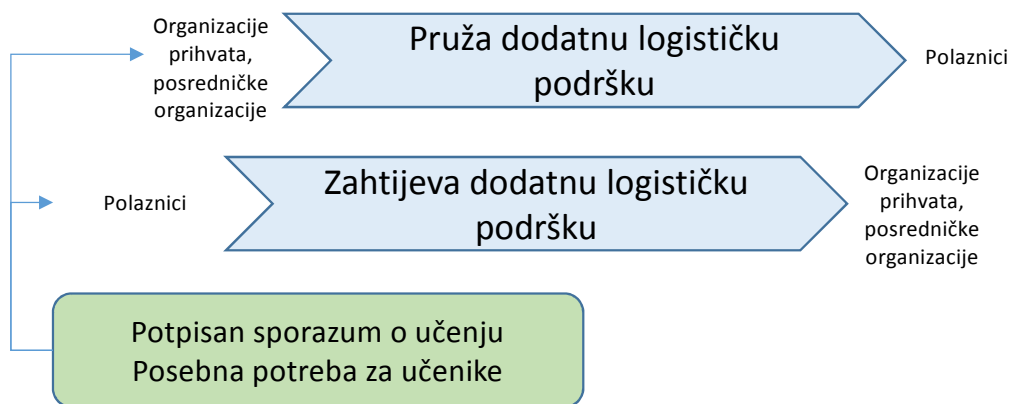 Organizacije
prihvata,
posredničke
organizacije
Pruža dodatnu logističku
podršku
Polaznici
Polaznici
Zahtijeva dodatnu logističku
podršku
Organizacije
prihvata,
posredničke
organizacije
Potpisan sporazum o učenju
Posebna potreba za učenike